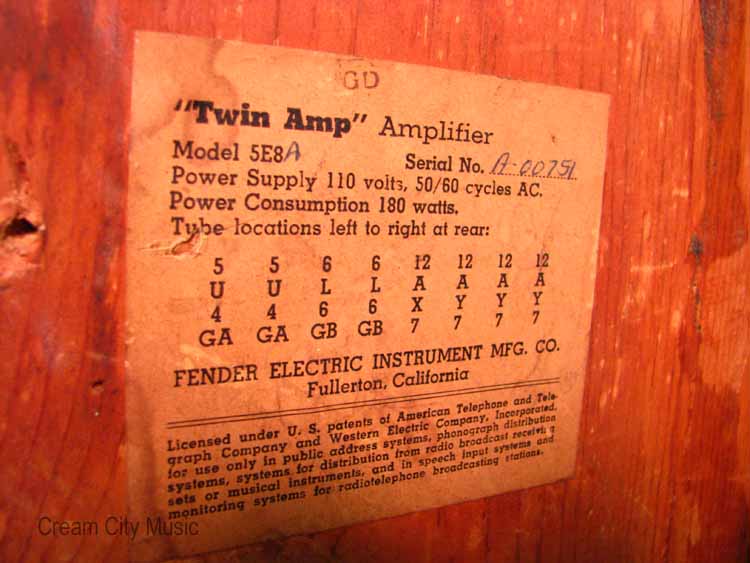 GD
"Twin Amp" Amplifier
Model 5E8A Serial No. A-00751
Power Supply 110 volts, 50/60 cycles AC.
Power Consumption 180 watts.
Tube locations left to right at rear:
5 5 6 6 12 12 12 12
U U L L A A A A
4 4 6 6 X Y Y Y
GA GA GB GB 7 7 7 7
FENDER ELECTRIC INSTRUMENT MFG. CO.
Fullerton, California
Licensed under U. S. patents of American Telephone and Tele-
graph Company and Western Electric Company, Incorporated,
for use only in public address systems, phonograph distribution
systems, systems for distribution from radio broadcast receiving
sets or musical instruments, and in speech input systems and
monitoring systems for radiotelephone broadcasting stations.
Cream City Music